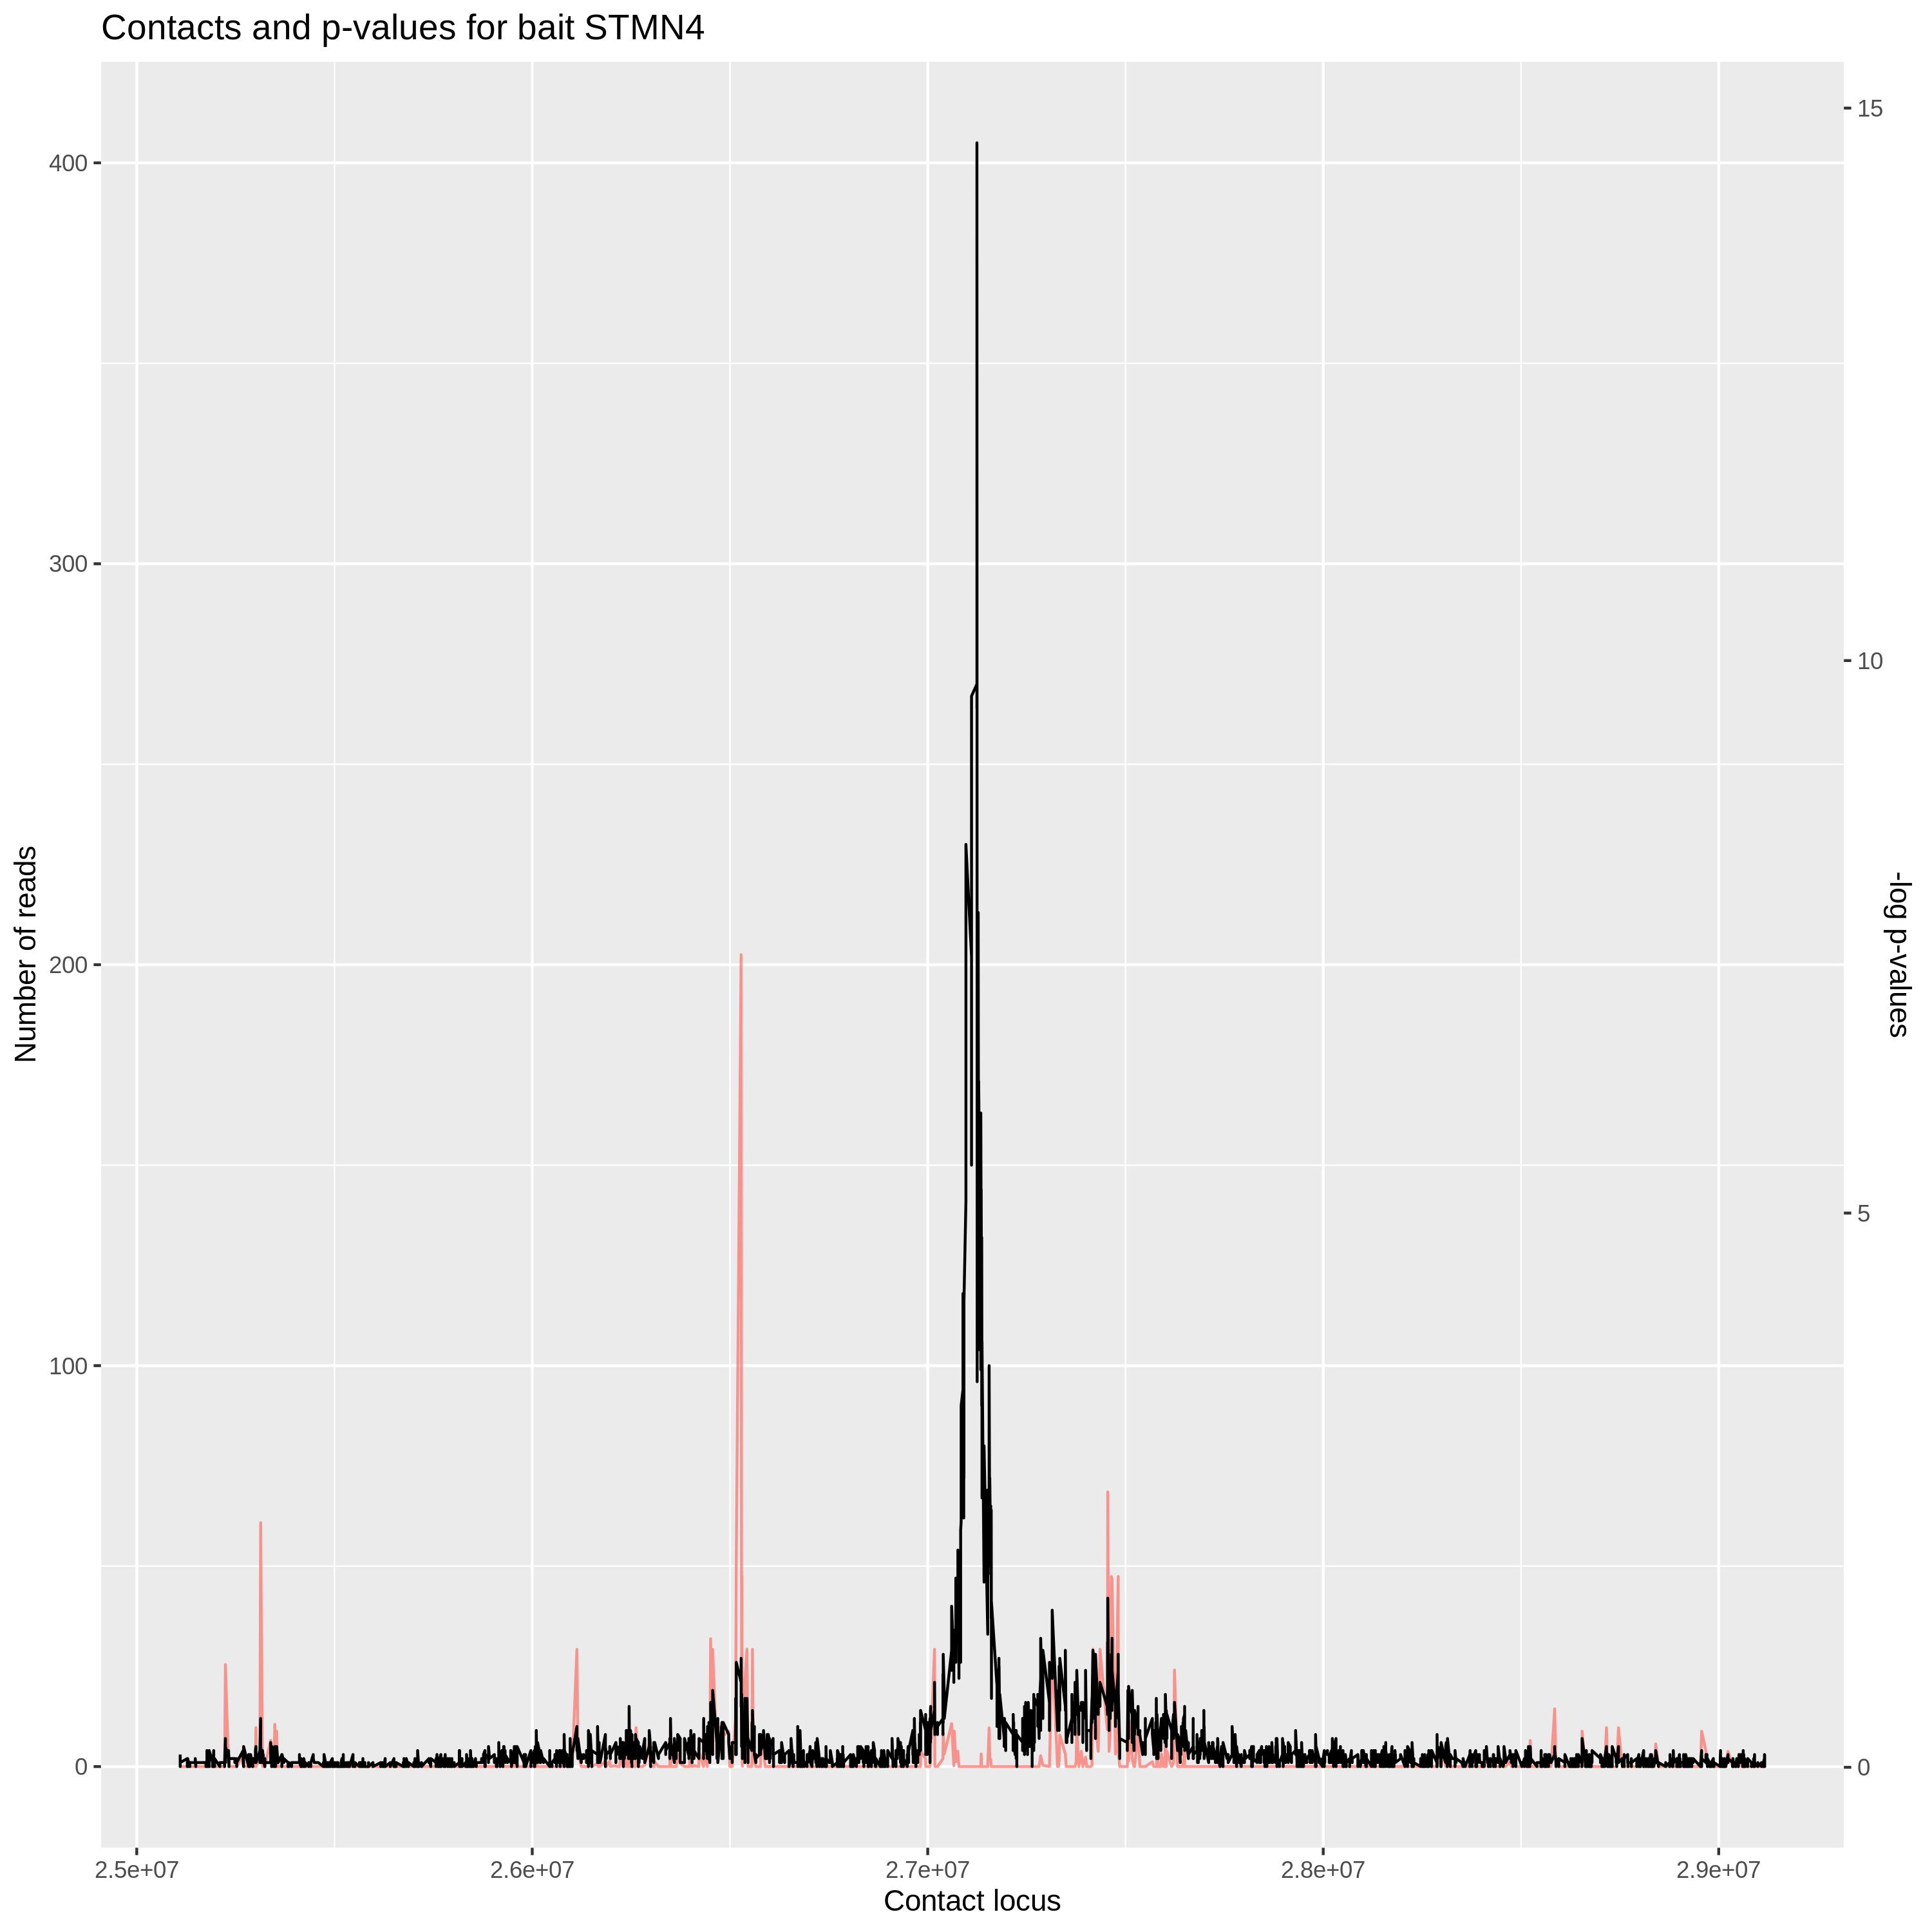 Contacts and p-values for bait STMN4
Number of reads
400
300
200
100
0
15
10
5
0
-log p-values
2.5e+07
2.6e+07
2.7e+07
2.8e+07
2.9e+07
Contact locus